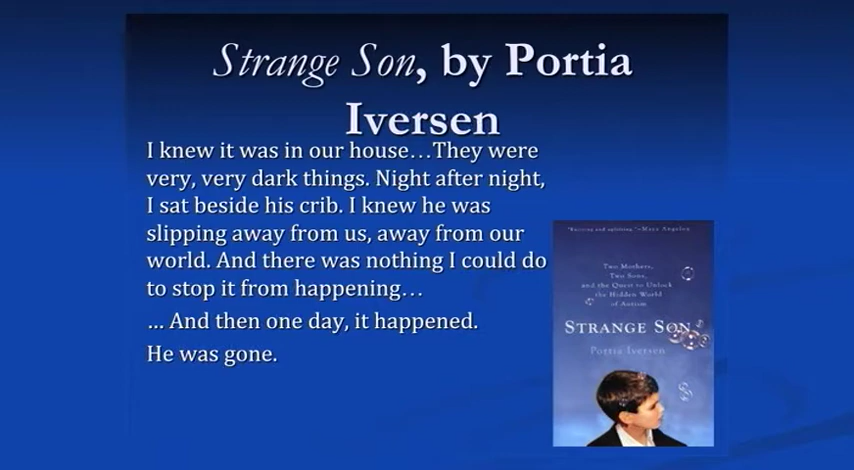 Strange Son, by Portia
Iversen
I knew it was in our house…They were
very, very dark things. Night after night,
I sat beside his crib. I knew he was
slipping away from us, away from our
world. And there was nothing I could do
to stop it from happening…
… And then one day, it happened.
He was gone.
"Riveting and uplifting."—Marc Angelou
Two Mothers,
Two Sons,
and the Quest to Unlock
the Hidden World
of Autism
STRANGE SON
Portia Iversen